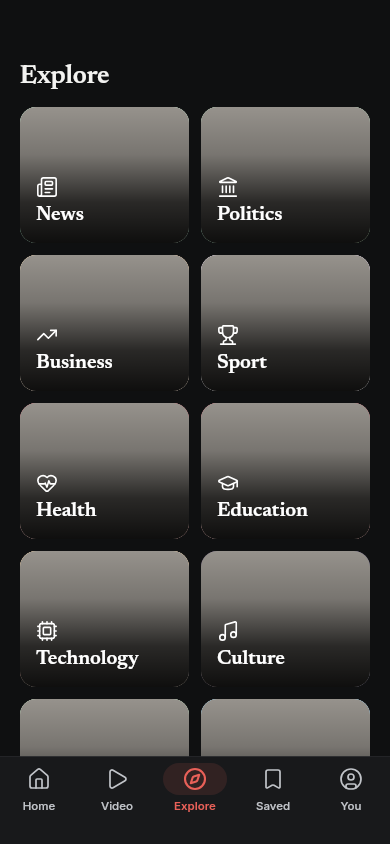 Explore
News
Politics
Business
Sport
Health
Education
Technology
Culture
Home
Video
Explore
Saved
You